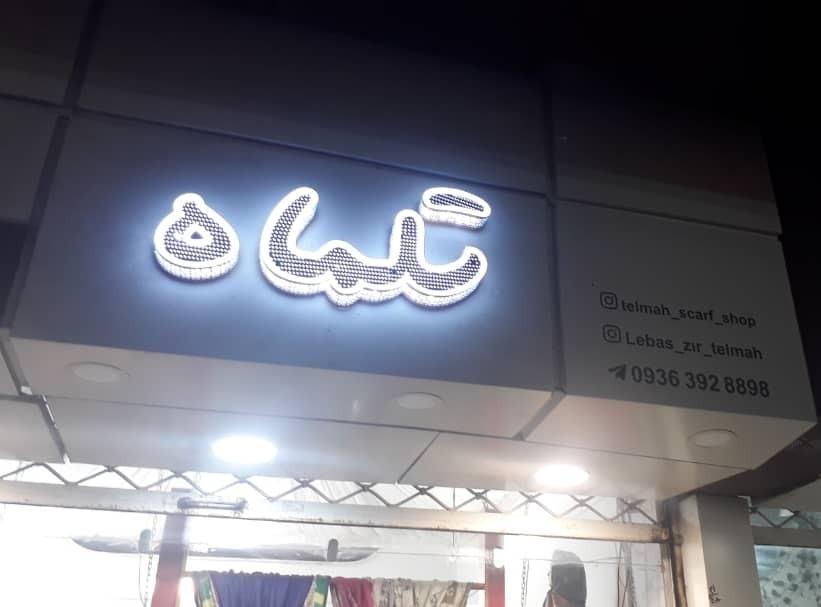 تلماه
telmah_scarf_shop
Lebas_zir_telmah
0936 392 8898